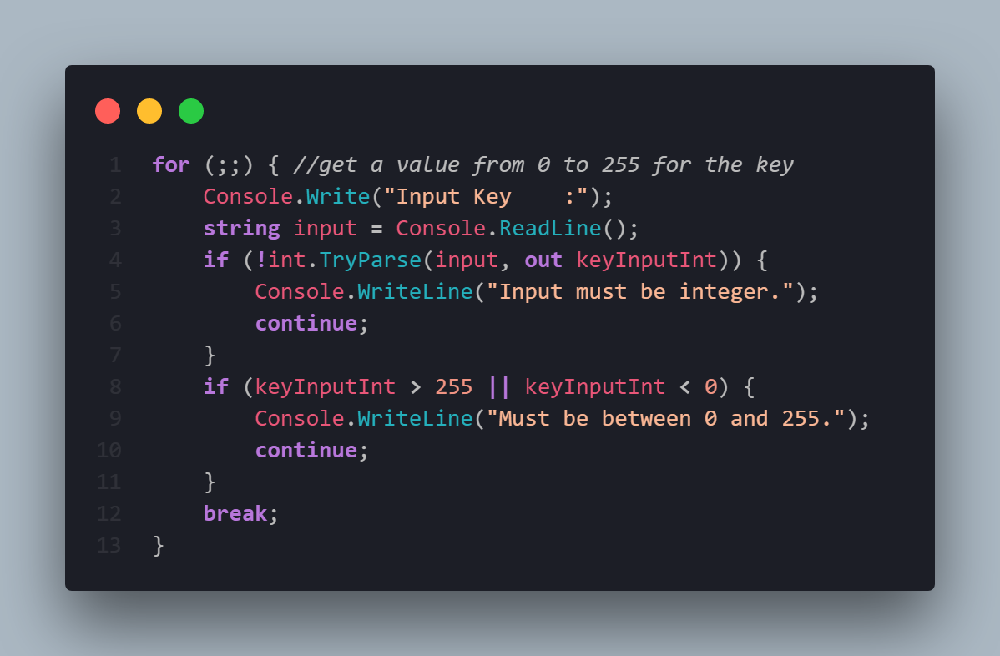 1 for (;;) { //get a value from 0 to 255 for the key
2     Console.Write("Input Key    :");
3     string input = Console.ReadLine();
4     if (!int.TryParse(input, out keyInputInt)) {
5         Console.WriteLine("Input must be integer.");
6         continue;
7     }
8     if (keyInputInt > 255 || keyInputInt < 0) {
9         Console.WriteLine("Must be between 0 and 255.");
10         continue;
11     }
12     break;
13 }